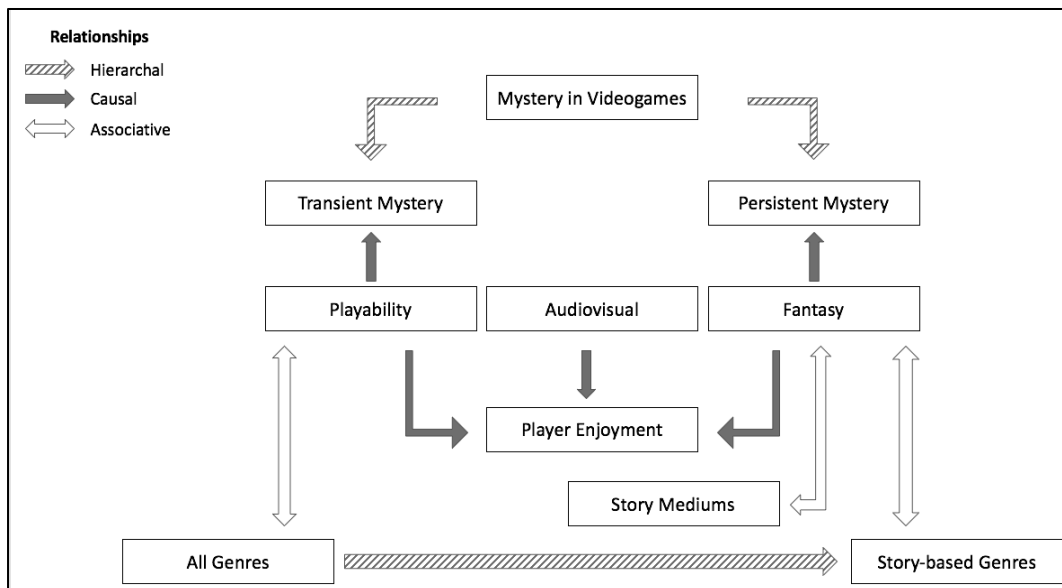 Relationships
Hierarchal
Causal
Associative
Mystery in Videogames
Transient Mystery
Persistent Mystery
Playability
Audiovisual
Fantasy
Player Enjoyment
Story Mediums
All Genres
Story-based Genres